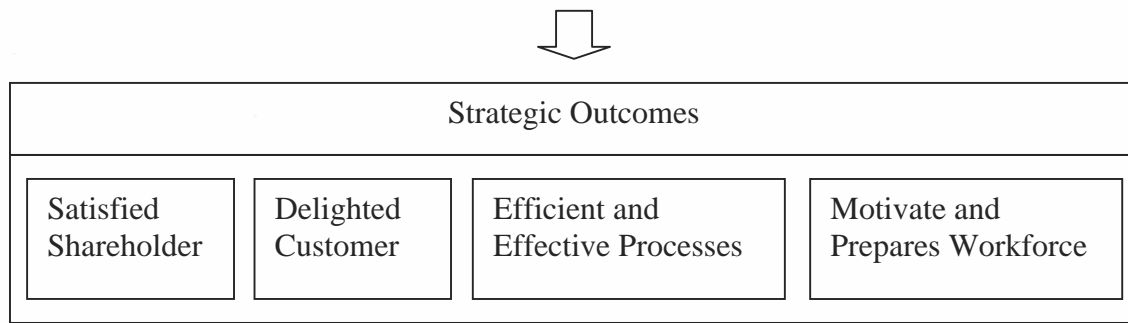 Strategic Outcomes
Satisfied
Shareholder
Delighted
Customer
Efficient and
Effective Processes
Motivate and
Prepares Workforce